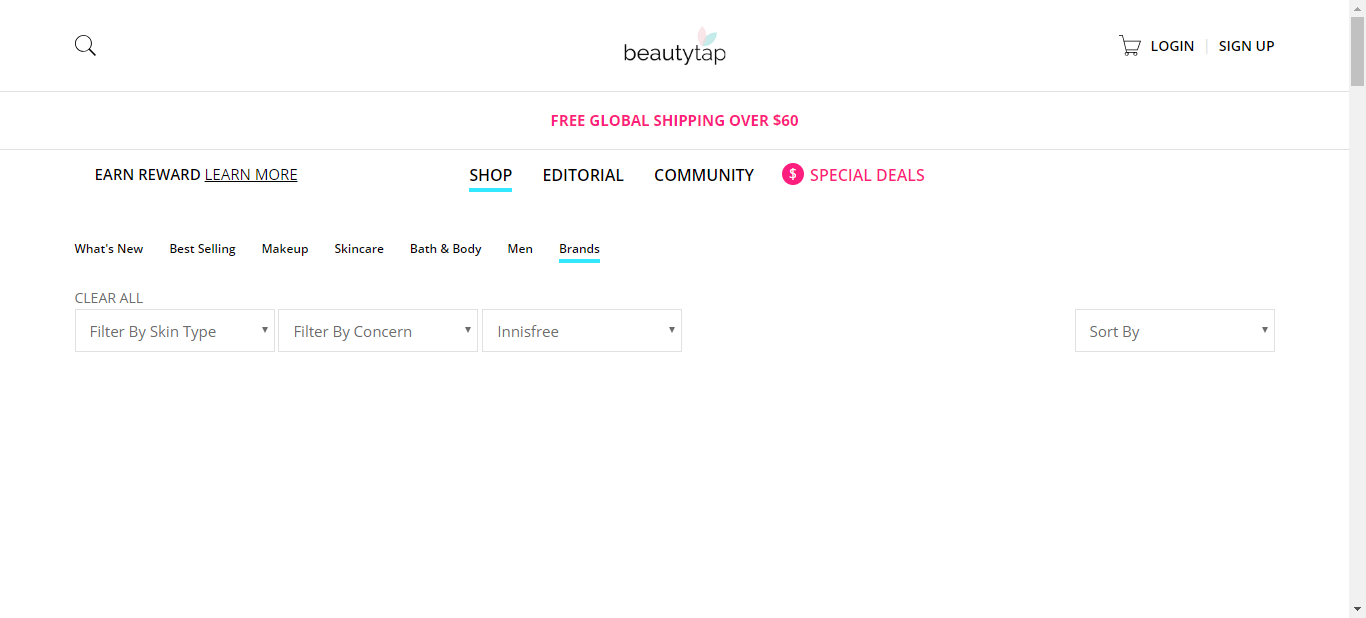 beautytap
LOGIN SIGN UP
FREE GLOBAL SHIPPING OVER $60
EARN REWARD LEARN MORE SHOP EDITORIAL COMMUNITY $ SPECIAL DEALS
What's New Best Selling Makeup Skincare Bath & Body Men Brands
CLEAR ALL
Filter By Skin Type Filter By Concern Innisfree Sort By